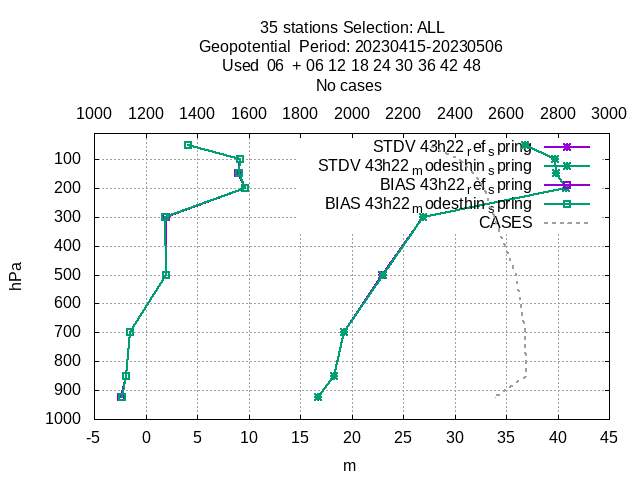 35 stations Selection: ALL
Geopotential Period: 20230415-20230506
Used 06 + 06 12 18 24 30 36 42 48
No cases
1000 1200 1400 1600 1800 2000 2200 2400 2600 2800 3000
STDV 43h22_ref_spring
STDV 43h22_modesthin_spring
BIAS 43h22_ref_spring
BIAS 43h22_modesthin_spring
CASES
100
200
300
400
500
600
700
800
900
1000
hPa
-5 0 5 10 15 20 25 30 35 40 45
m